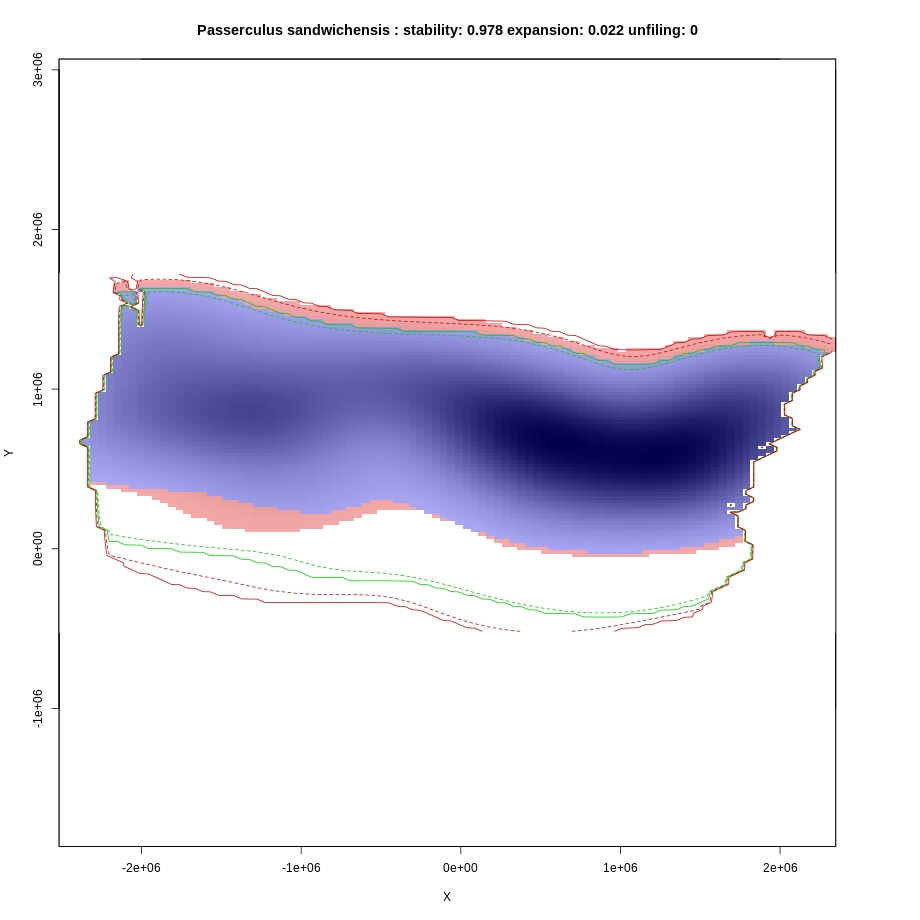 Passerculus sandwichensis : stability: 0.978 expansion: 0.022 unfiling: 0
3e+06
2e+06
1e+06
0e+00
-1e+06
Y
-2e+06 -1e+06 0e+00 1e+06 2e+06
X